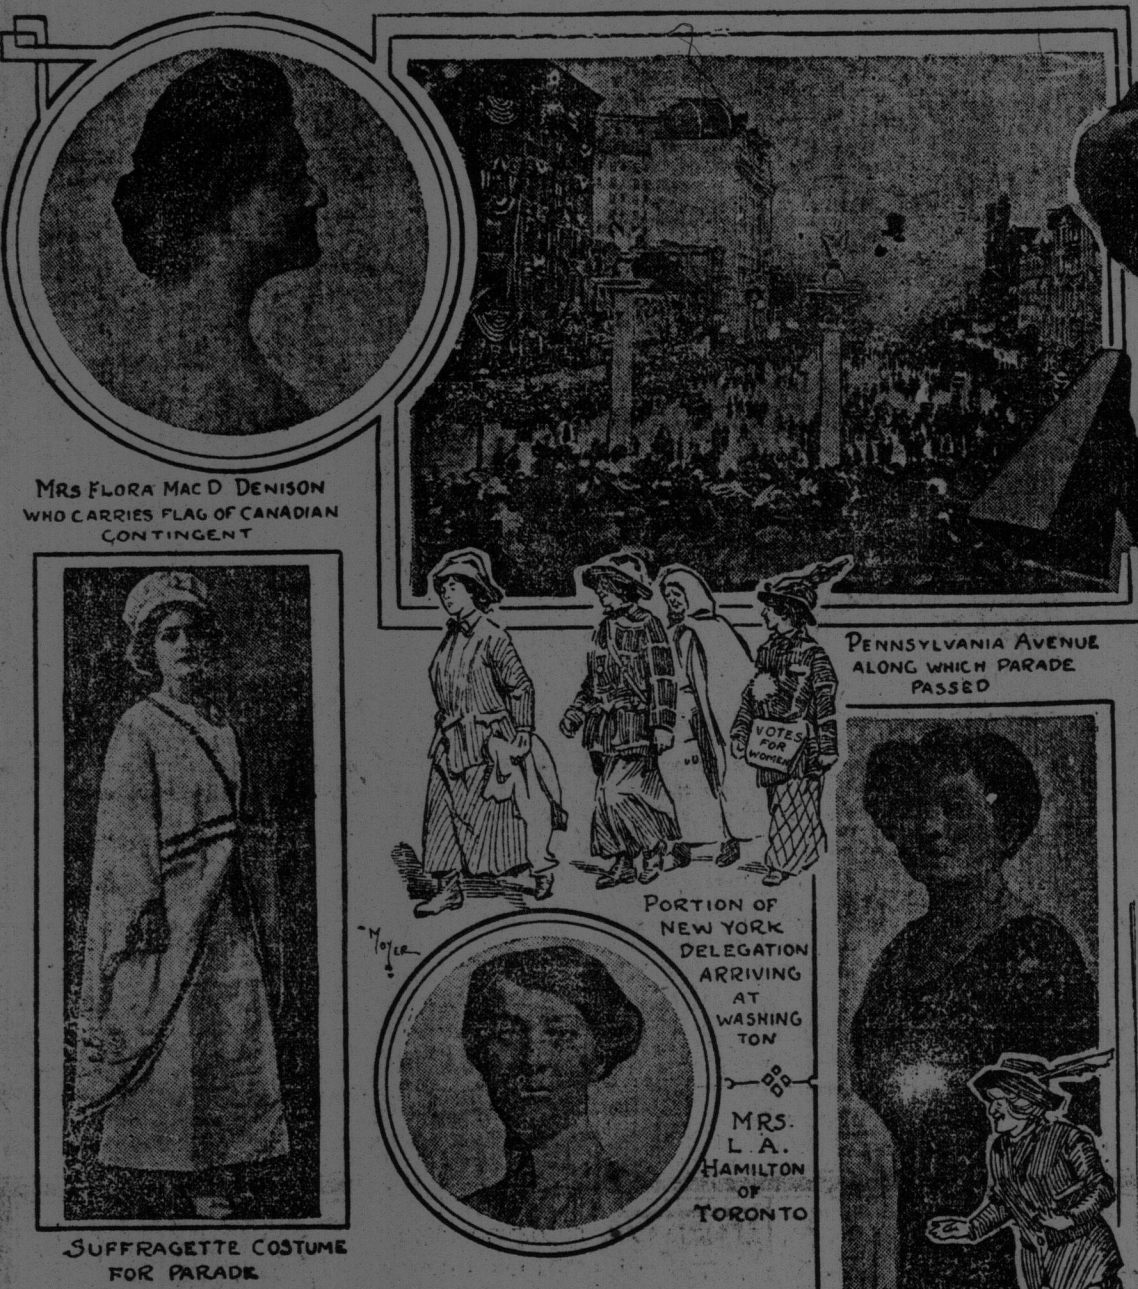 MRS FLORA MAC D DENISON
WHO CARRIES FLAG OF CANADIAN
CONTINGENT
PENNSYLVANIA AVENUE
ALONG WHICH PARADE
PASSED
VOTES
FOR
WOMEN
PORTION OF
NEW YORK
DELEGATION
ARRIVING
AT
WASHING
TON
MOYER
MRS.
L. A.
HAMILTON
OF
TORONTO
SUFFRAGETTE COSTUME
FOR PARADE